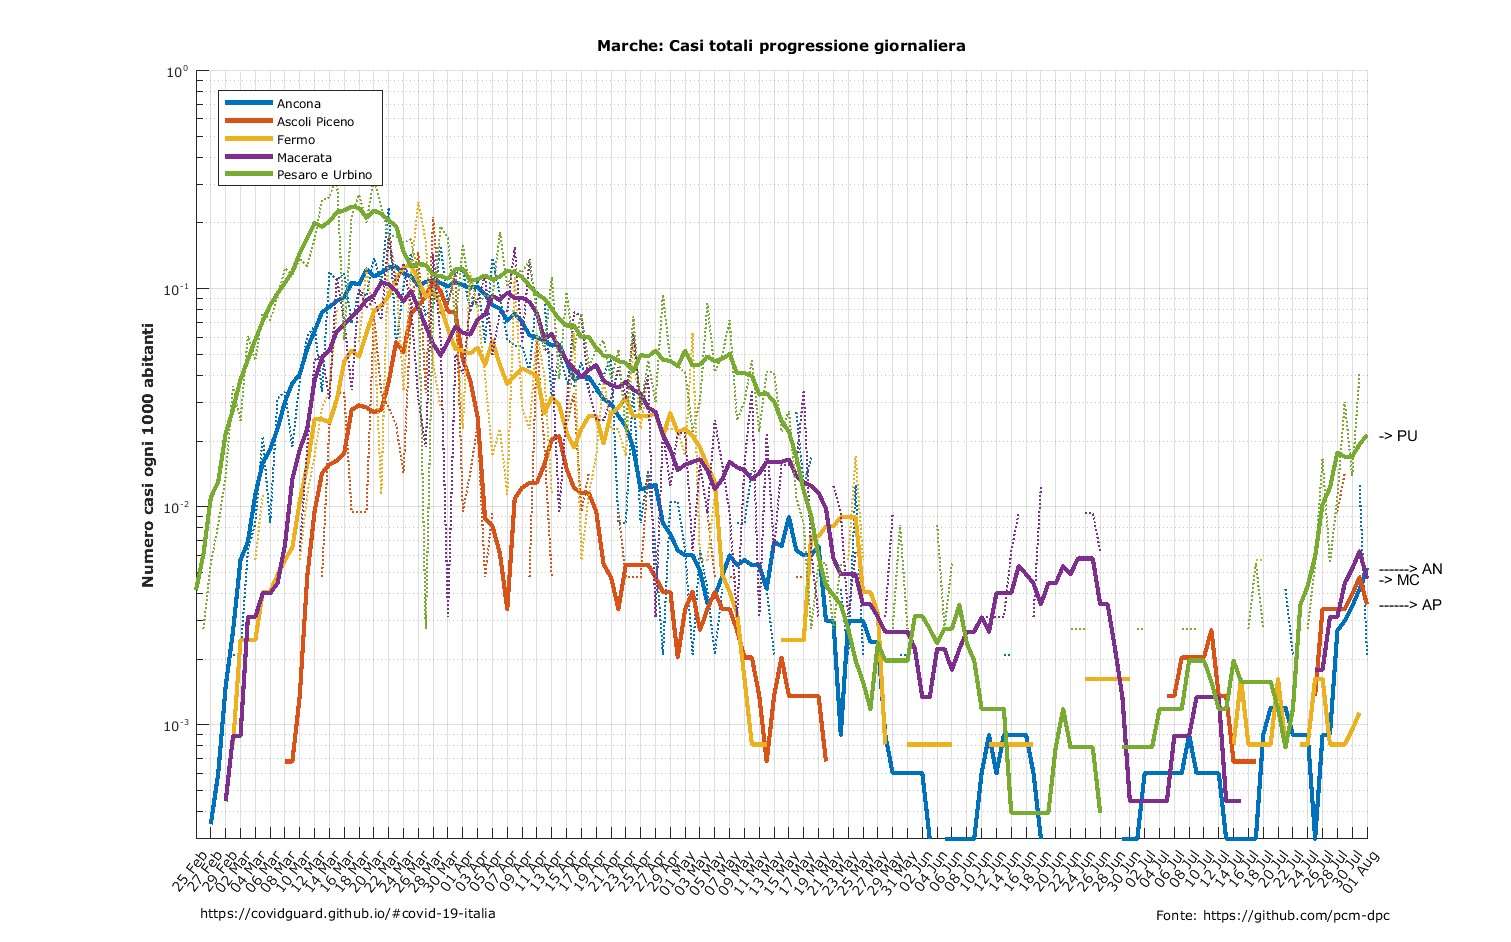 Marche: Casi totali progressione giornaliera
10^0
Ancona
Ascoli Piceno
Fermo
Macerata
Pesaro e Urbino
10^-1
10^-2
10^-3
Numero casi ogni 1000 abitanti
-> PU
------> AN
-> MC
------> AP
25 Feb
27 Feb
29 Feb
02 Mar
04 Mar
06 Mar
08 Mar
10 Mar
12 Mar
14 Mar
16 Mar
18 Mar
20 Mar
22 Mar
24 Mar
26 Mar
28 Mar
30 Mar
01 Apr
03 Apr
05 Apr
07 Apr
09 Apr
11 Apr
13 Apr
15 Apr
17 Apr
19 Apr
21 Apr
23 Apr
25 Apr
27 Apr
29 Apr
01 May
03 May
05 May
07 May
09 May
11 May
13 May
15 May
17 May
19 May
21 May
23 May
25 May
27 May
29 May
31 May
02 Jun
04 Jun
06 Jun
08 Jun
10 Jun
12 Jun
14 Jun
16 Jun
18 Jun
20 Jun
22 Jun
24 Jun
26 Jun
28 Jun
30 Jun
02 Jul
04 Jul
06 Jul
08 Jul
10 Jul
12 Jul
14 Jul
16 Jul
18 Jul
20 Jul
22 Jul
24 Jul
26 Jul
28 Jul
30 Jul
01 Aug
https://covidguard.github.io/#covid-19-italia
Fonte: https://github.com/pcm-dpc